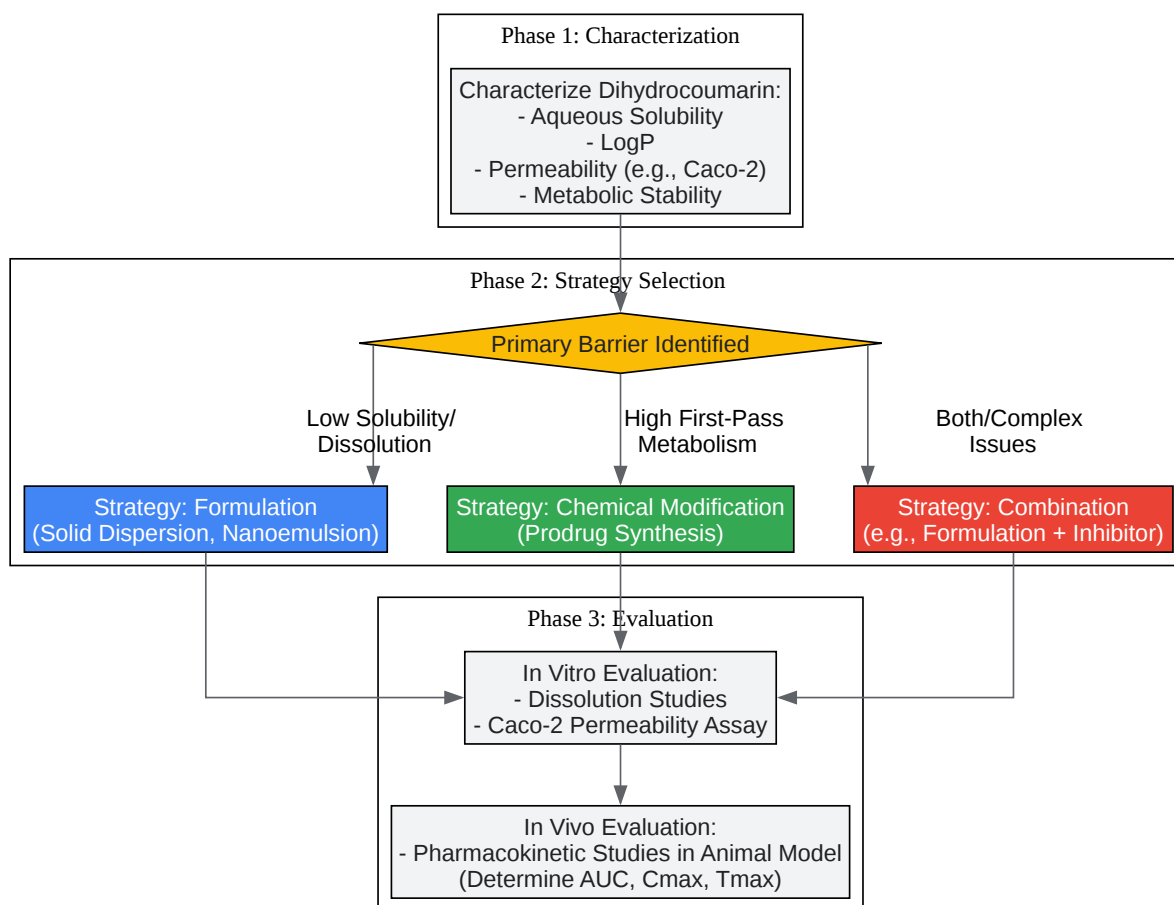 Phase 1: Characterization
Characterize Dihydrocoumarin:
- Aqueous Solubility
- LogP
- Permeability (e.g., Caco-2)
- Metabolic Stability
Phase 2: Strategy Selection
Primary Barrier Identified
Low Solubility/
Dissolution
High First-Pass
Metabolism
Both/Complex
Issues
Strategy: Formulation
(Solid Dispersion, Nanoemulsion)
Strategy: Chemical Modification
(Prodrug Synthesis)
Strategy: Combination
(e.g., Formulation + Inhibitor)
Phase 3: Evaluation
In Vitro Evaluation:
- Dissolution Studies
- Caco-2 Permeability Assay
In Vivo Evaluation:
- Pharmacokinetic Studies in Animal Model
(Determine AUC, Cmax, Tmax)